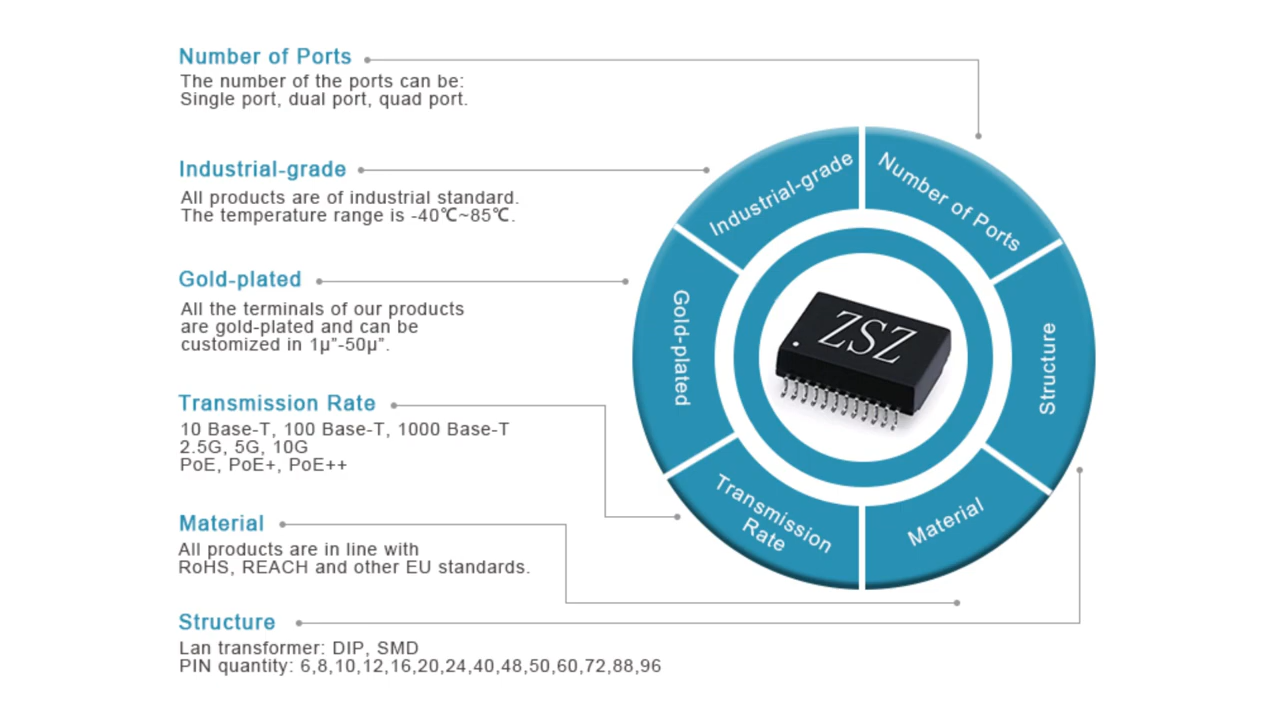 Number of Ports
The number of the ports can be:
Single port, dual port, quad port.
Industrial-grade
All products are of industrial standard.
The temperature range is -40℃~85℃.
Gold-plated
All the terminals of our products
are gold-plated and can be
customized in 1μ"-50μ".
Transmission Rate
10 Base-T, 100 Base-T, 1000 Base-T
2.5G, 5G, 10G
PoE, PoE+, PoE++
Material
All products are in line with
RoHS, REACH and other EU standards.
Structure
Lan transformer: DIP, SMD
PIN quantity: 6,8,10,12,16,20,24,40,48,50,60,72,88,96
Industrial-grade
Number of Ports
Gold-plated
Structure
Transmission
Rate
Material
ZSZ